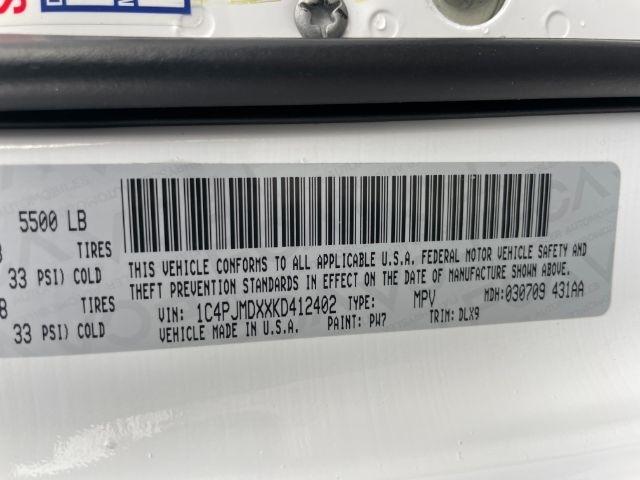 5500 LB
TIRES
33 PSI) COLD
TIRES
33 PSI) COLD
THIS VEHICLE CONFORMS TO ALL APPLICABLE U.S.A. FEDERAL MOTOR VEHICLE SAFETY AND
THEFT PREVENTION STANDARDS IN EFFECT ON THE DATE OF MANUFACTURE SHOWN ABOVE.
VIN: 1C4PJMDXXKD412402 TYPE: MPV MDH:030709 431AA
VEHICLE MADE IN U.S.A. PAINT: PW7 TRIM: DLX9